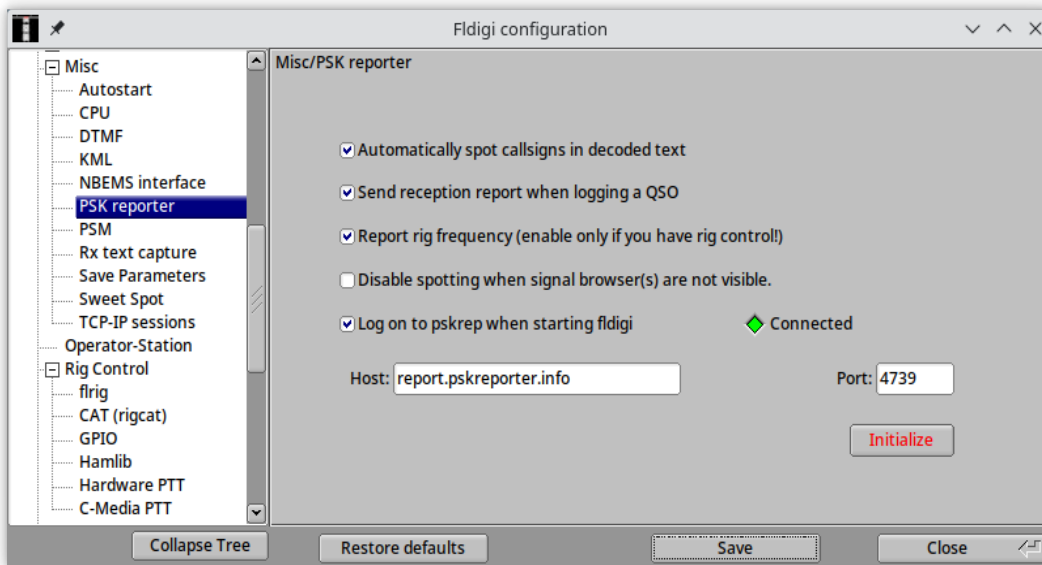 Fldigi configuration
Misc
Autostart
CPU
DTMF
KML
NBEMS interface
PSK reporter
PSM
Rx text capture
Save Parameters
Sweet Spot
TCP-IP sessions
Operator-Station
Rig Control
flrig
CAT (rigcat)
GPIO
Hamlib
Hardware PTT
C-Media PTT
Collapse Tree
Misc/PSK reporter
Automatically spot callsigns in decoded text
Send reception report when logging a QSO
Report rig frequency (enable only if you have rig control!)
Disable spotting when signal browser(s) are not visible.
Log on to pskrep when starting fldigi
Connected
Host: report.pskreporter.info
Port: 4739
Initialize
Restore defaults
Save
Close